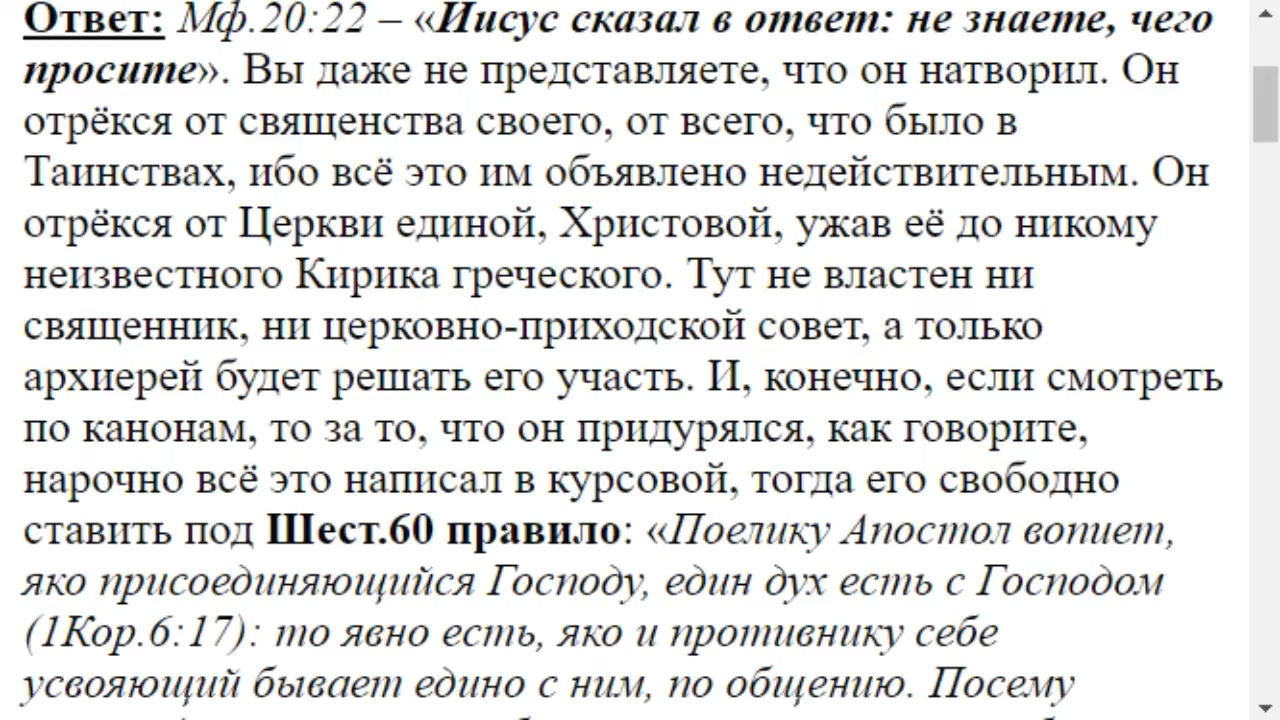 Ответ: Мф.20:22 – «Иисус сказал в ответ: не знаете, чего
просите». Вы даже не представляете, что он натворил. Он
отрёкся от священства своего, от всего, что было в
Таинствах, ибо всё это им объявлено недействительным. Он
отрёкся от Церкви единой, Христовой, ужав её до никому
неизвестного Кирика греческого. Тут не властен ни
священник, ни церковно-приходской совет, а только
архиерей будет решать его участь. И, конечно, если смотреть
по канонам, то за то, что он придурялся, как говорите,
нарочно всё это написал в курсовой, тогда его свободно
ставить под Шест.60 правило: «Поелику Апостол вопиет,
яко присоединяющийся Господу, един дух есть с Господом
(1Кор.6:17): то явно есть, яко и противнику себе
усвояющий бывает едино с ним, по общению. Посему